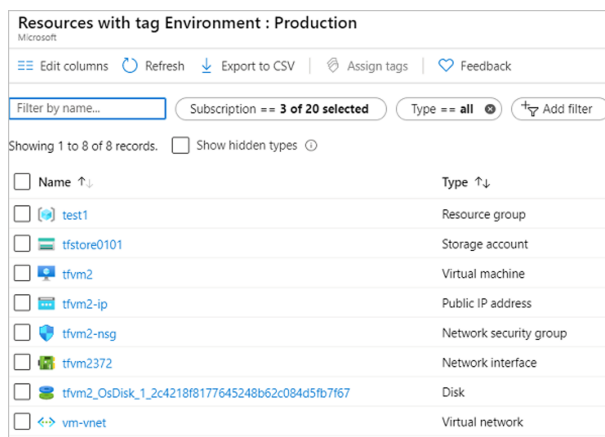 Resources with tag Environment : Production
Microsoft
Edit columns Refresh Export to CSV Assign tags Feedback
Filter by name... Subscription == 3 of 20 selected Type == all Add filter
Showing 1 to 8 of 8 records. Show hidden types
Name ↑↓ Type ↑↓
test1 Resource group
tfstore0101 Storage account
tfvm2 Virtual machine
tfvm2-ip Public IP address
tfvm2-nsg Network security group
tfvm2372 Network interface
tfvm2_OsDisk_1_2c4218f8177645248b62c084d5fb7f67 Disk
vm-vnet Virtual network